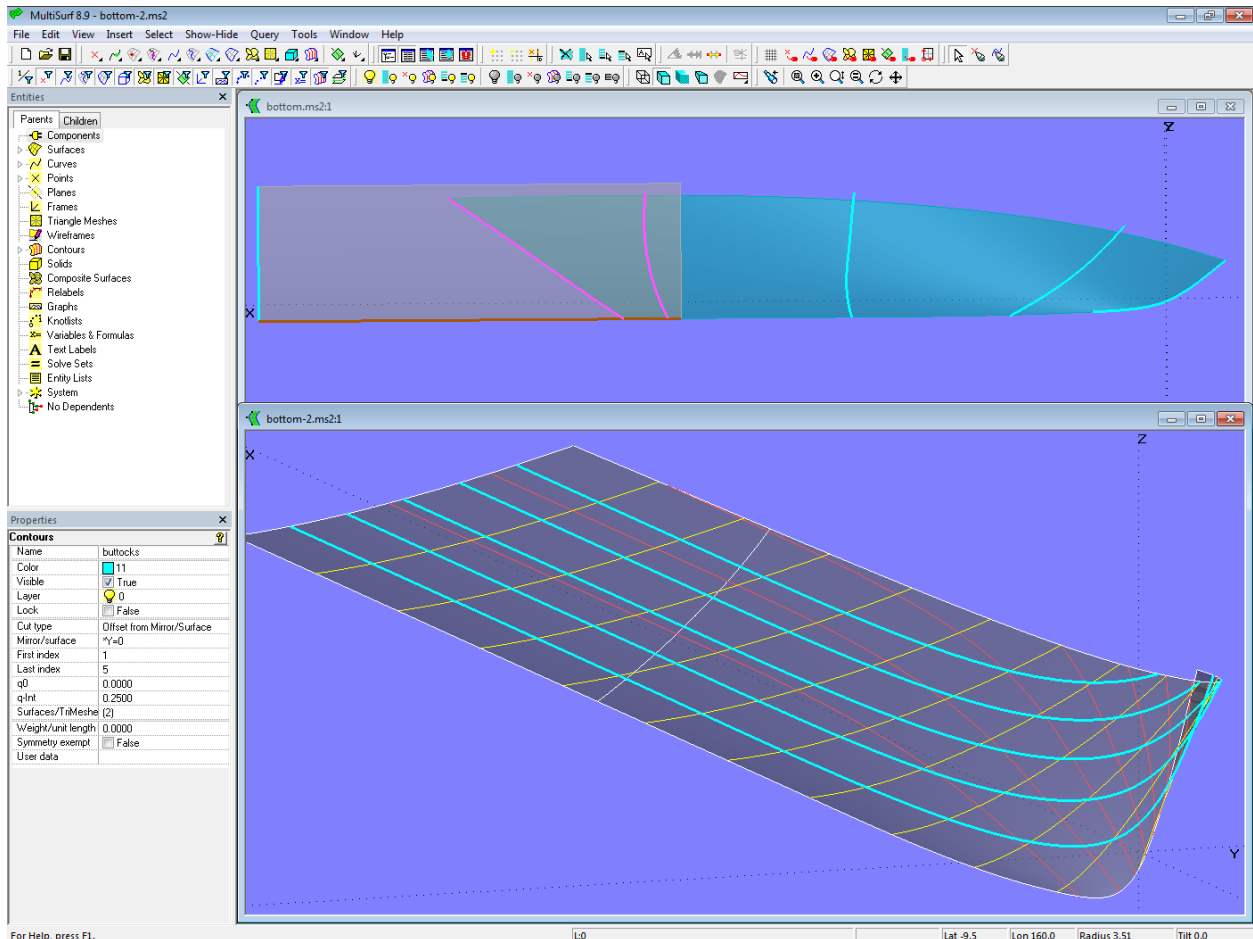 MultiSurf 8.9 - bottom-2.ms2
File Edit View Insert Select Show-Hide Query Tools Window Help
Entities
Parents Children
Components
Surfaces
Curves
Points
Planes
Frames
Triangle Meshes
Wireframes
Contours
Solids
Composite Surfaces
Relabels
Graphs
Knotlists
Variables & Formulas
Text Labels
Solve Sets
Entity Lists
System
No Dependents
Properties
Contours
Name buttocks
Color 11
Visible True
Layer 0
Lock False
Cut type Offset from Mirror/Surface
Mirror/surface *Y=0
First index 1
Last index 5
q0 0.0000
q-Int 0.2500
Surfaces/TriMeshe (2)
Weight/unit length 0.0000
Symmetry exempt False
User data
bottom.ms2:1
Z
X
bottom-2.ms2:1
Z
X
Y
For Help, press F1.
L:0
Lat -9.5 Lon 160.0 Radius 3.51 Tilt 0.0